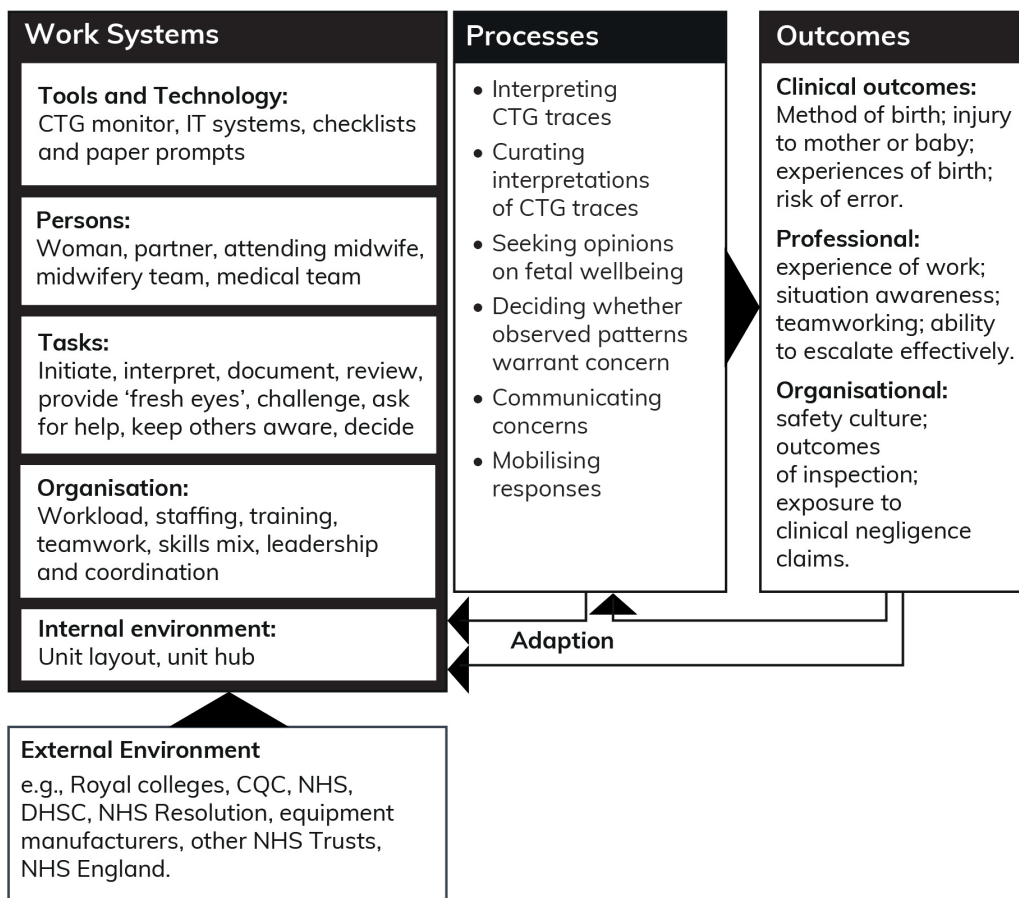 Work Systems
Tools and Technology:
CTG monitor, IT systems, checklists
and paper prompts
Persons:
Woman, partner, attending midwife,
midwifery team, medical team
Tasks:
Initiate, interpret, document, review,
provide ‘fresh eyes’, challenge, ask
for help, keep others aware, decide
Organisation:
Workload, staffing, training,
teamwork, skills mix, leadership
and coordination
Internal environment:
Unit layout, unit hub
External Environment
e.g., Royal colleges, CQC, NHS,
DHSC, NHS Resolution, equipment
manufacturers, other NHS Trusts,
NHS England.
Processes
• Interpreting
CTG traces
• Curating
interpretations
of CTG traces
• Seeking opinions
on fetal wellbeing
• Deciding whether
observed patterns
warrant concern
• Communicating
concerns
• Mobilising
responses
Adaption
Outcomes
Clinical outcomes:
Method of birth; injury
to mother or baby;
experiences of birth;
risk of error.
Professional:
experience of work;
situation awareness;
teamworking; ability
to escalate effectively.
Organisational:
safety culture;
outcomes
of inspection;
exposure to
clinical negligence
claims.